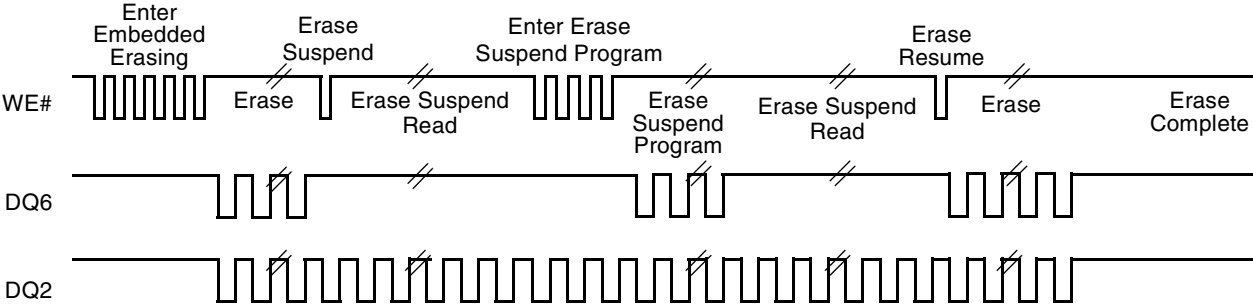 Enter
Embedded
Erasing
Erase
Suspend
Enter Erase
Suspend Program
Erase
Resume
WE#
Erase
Erase Suspend
Read
Erase
Suspend
Program
Erase Suspend
Read
Erase
Erase
Complete
DQ6
DQ2